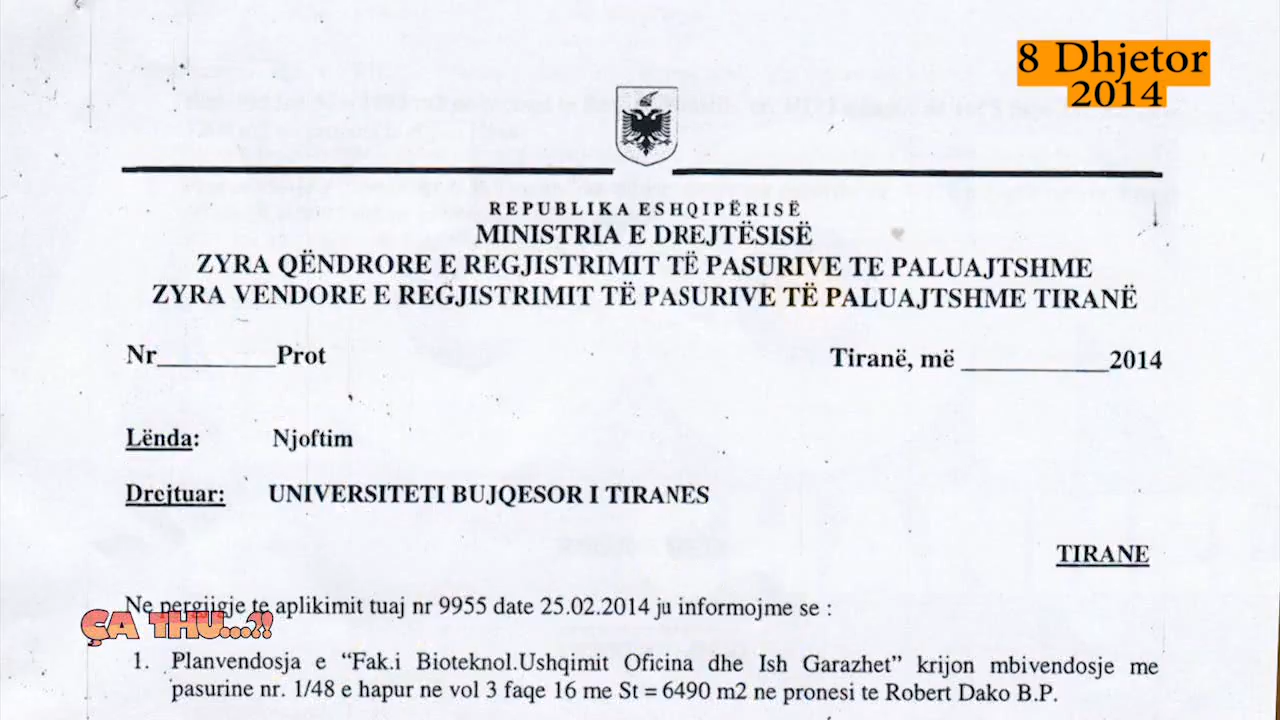 8 Dhjetor
2014
REPUBLIKA E SHQIPËRISË
MINISTRIA E DREJTËSISË
ZYRA QËNDRORE E REGJISTRIMIT TË PASURIVE TE PALUAJTSHME
ZYRA VENDORE E REGJISTRIMIT TË PASURIVE TË PALUAJTSHME TIRANË
Nr_________Prot Tiranë, më ___________2014
Lënda: Njoftim
Drejtuar: UNIVERSITETI BUJQESOR I TIRANES
TIRANE
Ne pergjigje te aplikimit tuaj nr 9955 date 25.02.2014 ju informojme se :
ÇA THU...?!
1. Planvendosja e “Fak.i Bioteknol.Ushqimit Oficina dhe Ish Garazhet” krijon mbivendosje me
pasurine nr. 1/48 e hapur ne vol 3 faqe 16 me St = 6490 m2 ne pronesi te Robert Dako B.P.